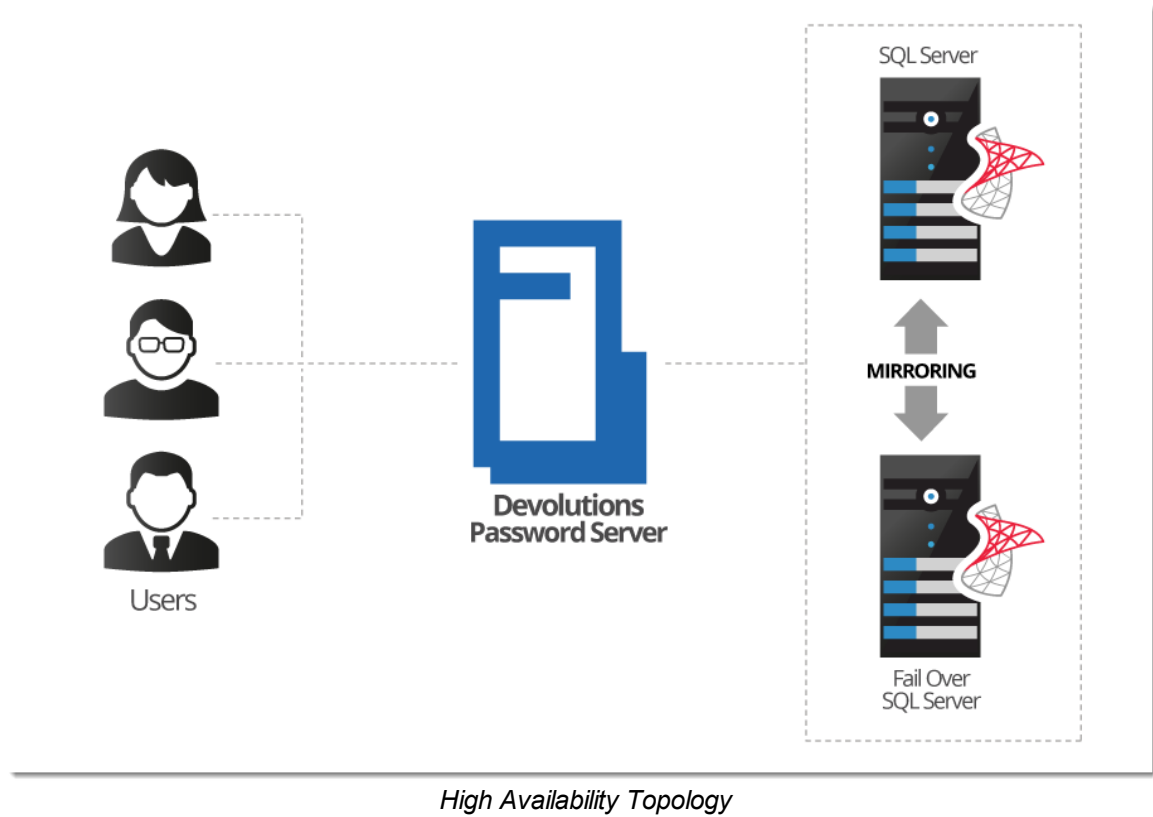 SQL Server
MIRRORING
Devolutions
Password Server
Users
Fail Over
SQL Server
High Availability Topology